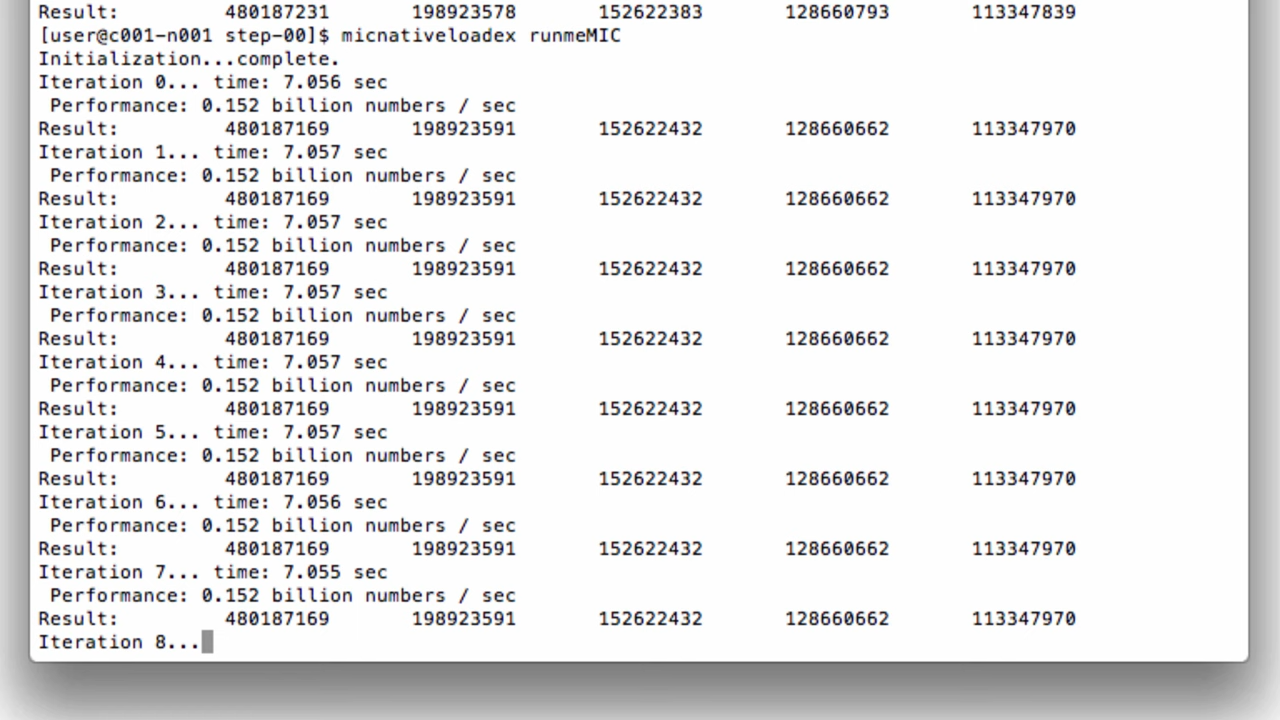 Result: 480187231 198923578 152622383 128660793 113347839
[user@c001-n001 step-00]$ micnativeloadex runmeMIC
Initialization...complete.
Iteration 0... time: 7.056 sec
Performance: 0.152 billion numbers / sec
Result: 480187169 198923591 152622432 128660662 113347970
Iteration 1... time: 7.057 sec
Performance: 0.152 billion numbers / sec
Result: 480187169 198923591 152622432 128660662 113347970
Iteration 2... time: 7.057 sec
Performance: 0.152 billion numbers / sec
Result: 480187169 198923591 152622432 128660662 113347970
Iteration 3... time: 7.057 sec
Performance: 0.152 billion numbers / sec
Result: 480187169 198923591 152622432 128660662 113347970
Iteration 4... time: 7.057 sec
Performance: 0.152 billion numbers / sec
Result: 480187169 198923591 152622432 128660662 113347970
Iteration 5... time: 7.057 sec
Performance: 0.152 billion numbers / sec
Result: 480187169 198923591 152622432 128660662 113347970
Iteration 6... time: 7.056 sec
Performance: 0.152 billion numbers / sec
Result: 480187169 198923591 152622432 128660662 113347970
Iteration 7... time: 7.055 sec
Performance: 0.152 billion numbers / sec
Result: 480187169 198923591 152622432 128660662 113347970
Iteration 8...